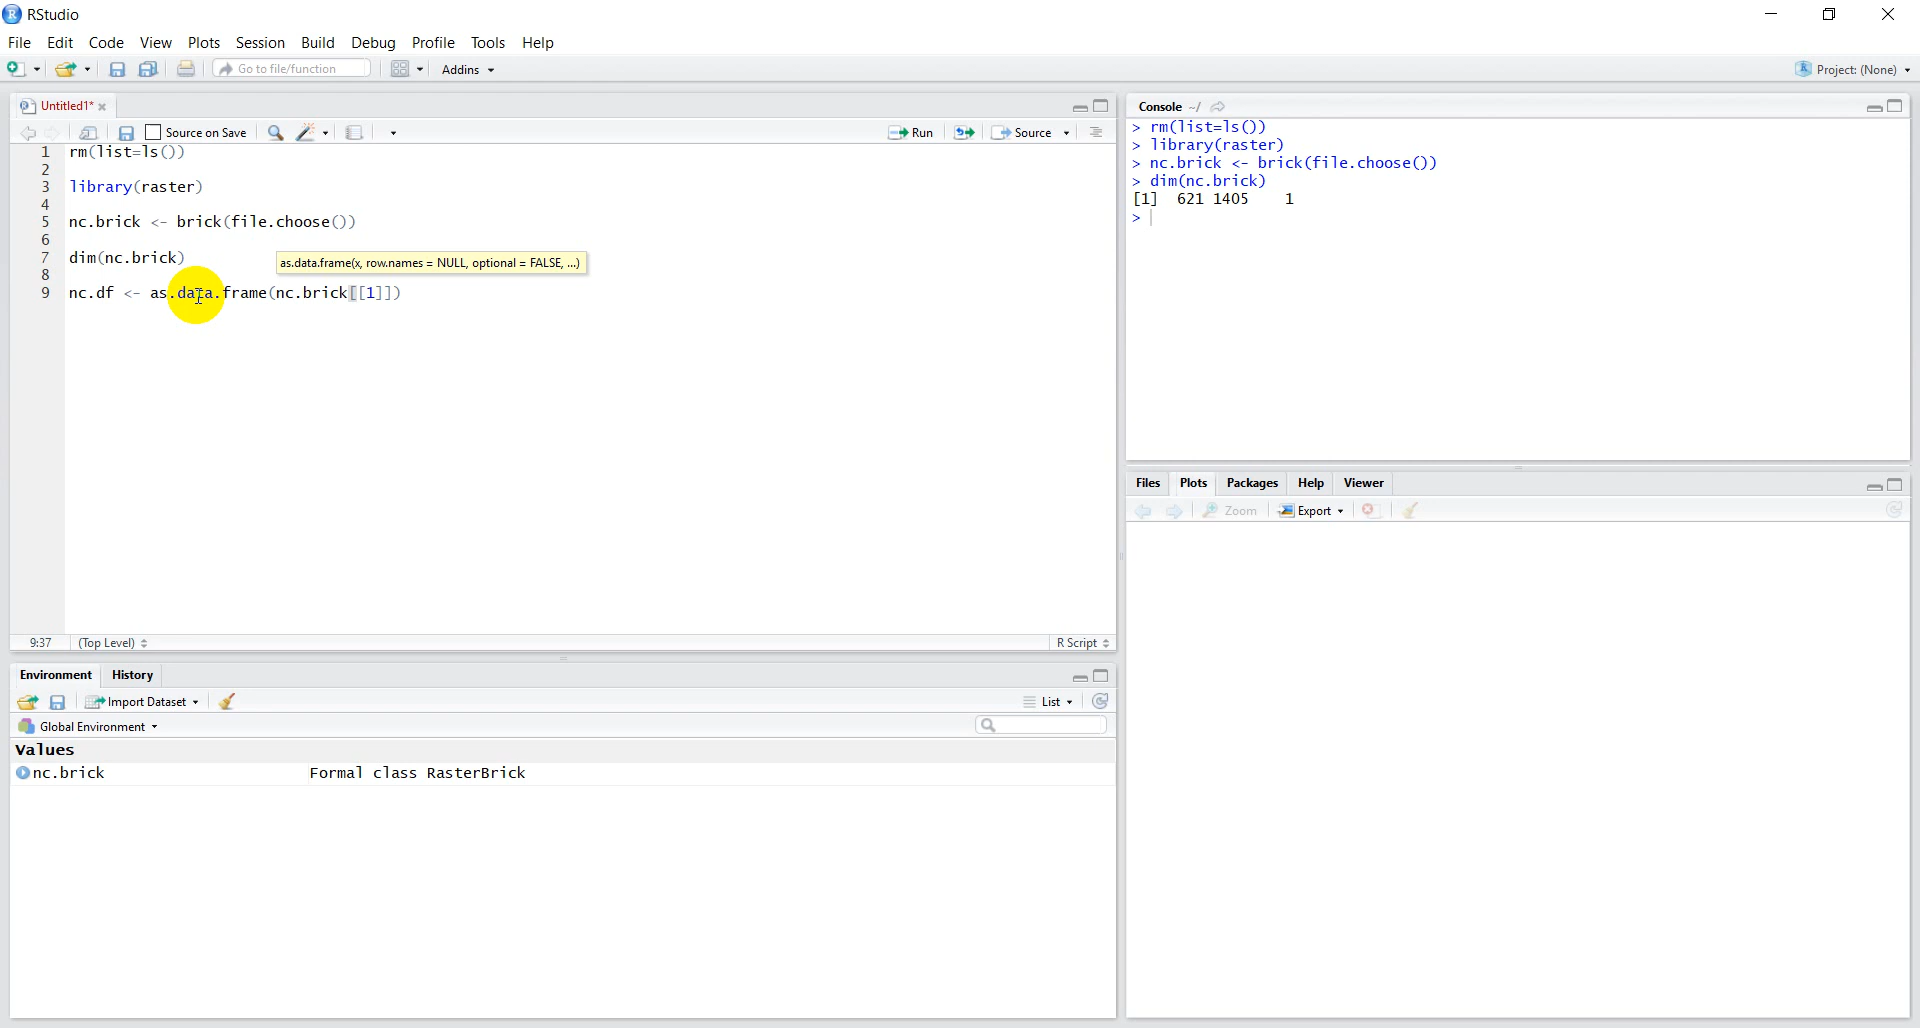 RStudio
File Edit Code View Plots Session Build Debug Profile Tools Help
Go to file/function Addins Project: (None)
Untitled1*
Source on Save Run Source
1 rm(list=ls())
2
3 library(raster)
4
5 nc.brick <- brick(file.choose())
6
7 dim(nc.brick)
as.data.frame(x, row.names = NULL, optional = FALSE, ...)
8
9 nc.df <- as.data.frame(nc.brick[[1]])
9:37 (Top Level) R Script
Environment History
Import Dataset List
Global Environment
Values
nc.brick Formal class RasterBrick
Console ~/
> rm(list=ls())
> library(raster)
> nc.brick <- brick(file.choose())
> dim(nc.brick)
[1] 621 1405 1
>
Files Plots Packages Help Viewer
Zoom Export